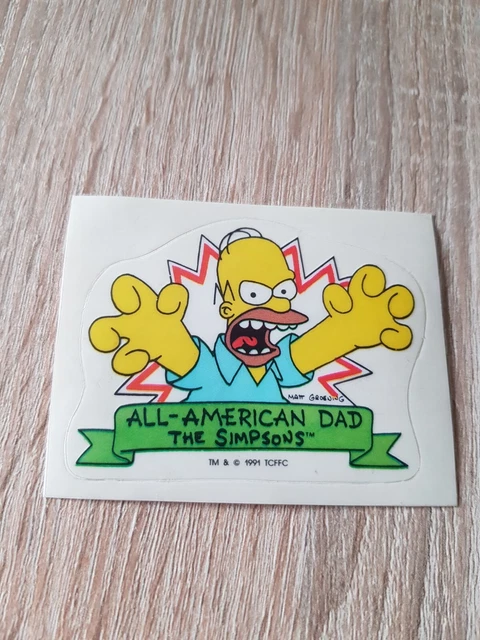 MATT GROENING
ALL-AMERICAN DAD
THE SIMPSONS™
TM & © 1991 TCFFC